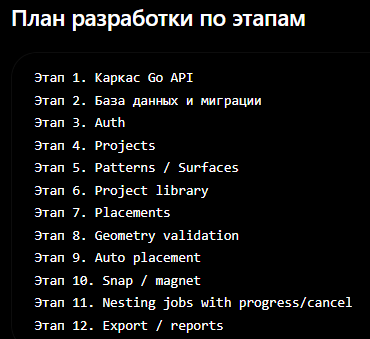 План разработки по этапам
Этап 1. Каркас Go API
Этап 2. База данных и миграции
Этап 3. Auth
Этап 4. Projects
Этап 5. Patterns / Surfaces
Этап 6. Project library
Этап 7. Placements
Этап 8. Geometry validation
Этап 9. Auto placement
Этап 10. Snap / magnet
Этап 11. Nesting jobs with progress/cancel
Этап 12. Export / reports